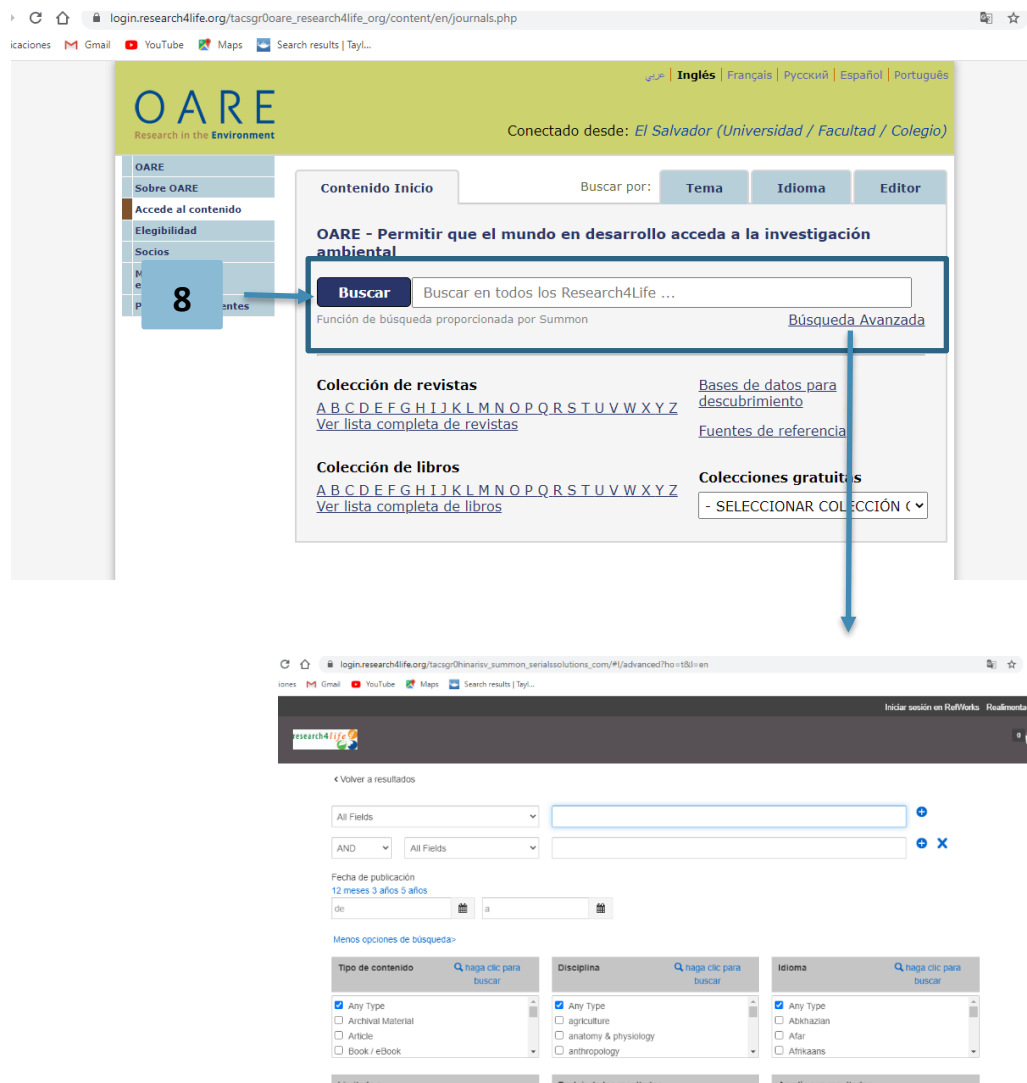 login.research4life.org/tacsgr0oare_research4life_org/content/en/journals.php
icaciones Gmail YouTube Maps Search results | Tayl...
عربي | Inglés | Français | Русский | Español | Português
OARE
Research in the Environment
Conectado desde: El Salvador (Universidad / Facultad / Colegio)
OARE
Sobre OARE
Accede al contenido
Elegibilidad
Socios
M
e
P entes
8
Contenido Inicio
Buscar por:
Tema
Idioma
Editor
OARE - Permitir que el mundo en desarrollo acceda a la investigación
ambiental
Buscar
Buscar en todos los Research4Life ...
Función de búsqueda proporcionada por Summon
Búsqueda Avanzada
Colección de revistas
A B C D E F G H I J K L M N O P Q R S T U V W X Y Z
Ver lista completa de revistas
Colección de libros
A B C D E F G H I J K L M N O P Q R S T U V W X Y Z
Ver lista completa de libros
Bases de datos para
descubrimiento
Fuentes de referencia
Colecciones gratuitas
- SELECCIONAR COLECCIÓN G
login.research4life.org/tacsgr0hinarisv_summon_serialssolutions_com/#!/advanced?ho=t&l=en
iones Gmail YouTube Maps Search results | Tayl...
Iniciar sesión en RefWorks Realimenta
research4life
0
Volver a resultados
All Fields
AND All Fields
Fecha de publicación
12 meses 3 años 5 años
de a
Menos opciones de búsqueda>
Tipo de contenido haga clic para
buscar
Any Type
Archival Material
Article
Book / eBook
Disciplina haga clic para
buscar
Any Type
agriculture
anatomy & physiology
anthropology
Idioma haga clic para
buscar
Any Type
Abkhazian
Afar
Afrikaans